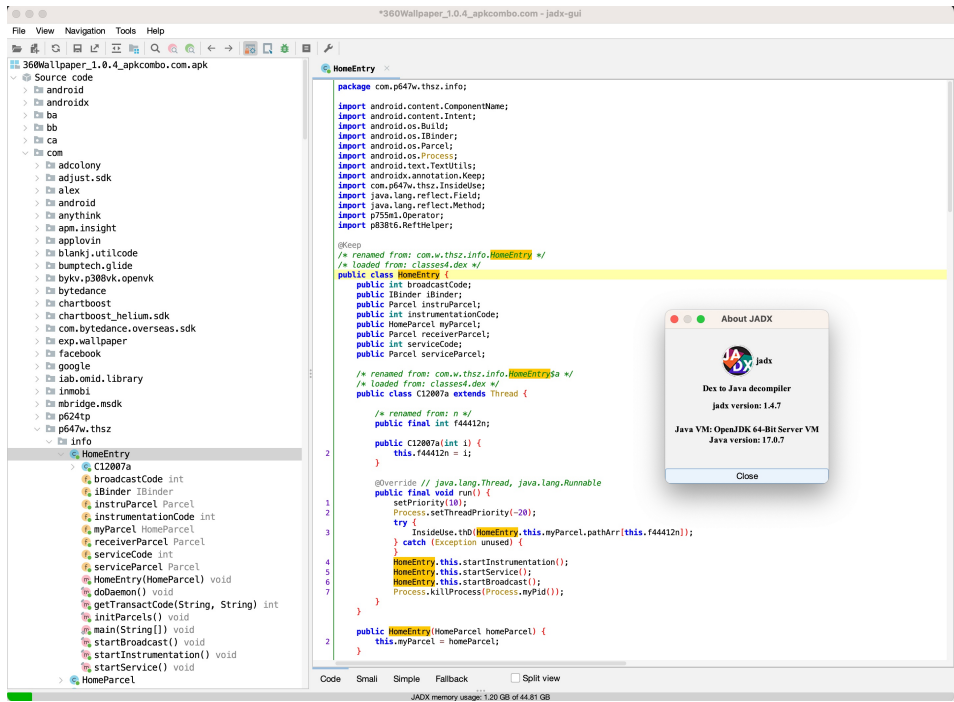 *360Wallpaper_1.0.4_apkcombo.com - jadx-gui
File View Navigation Tools Help
360Wallpaper_1.0.4_apkcombo.com.apk
Source code
android
androidx
ba
bb
ca
com
adcolony
adjust.sdk
alex
android
anythink
apm.insight
applovin
blankj.utilcode
bumptech.glide
bykv.p308vk.openvk
bytedance
chartboost
chartboost_helium.sdk
com.bytedance.overseas.sdk
exp.wallpaper
facebook
google
iab.omid.library
inmobi
mbridge.msdk
p624tp
p647w.thsz
info
HomeEntry
C12007a
broadcastCode int
iBinder IBinder
instruParcel Parcel
instrumentationCode int
myParcel HomeParcel
receiverParcel Parcel
serviceCode int
serviceParcel Parcel
HomeEntry(HomeParcel) void
doDaemon() void
getTransactCode(String, String) int
initParcels() void
main(String[]) void
startBroadcast() void
startInstrumentation() void
startService() void
HomeParcel
HomeEntry
package com.p647w.thsz.info;
import android.content.ComponentName;
import android.content.Intent;
import android.os.Build;
import android.os.IBinder;
import android.os.Parcel;
import android.os.Process;
import android.text.TextUtils;
import androidx.annotation.Keep;
import com.p647w.thsz.InsideUse;
import java.lang.reflect.Field;
import java.lang.reflect.Method;
import p755m1.Operator;
import p838t6.ReftHelper;
@Keep
/* renamed from: com.w.thsz.info.HomeEntry */
/* loaded from: classes4.dex */
public class HomeEntry {
public int broadcastCode;
public IBinder iBinder;
public Parcel instruParcel;
public int instrumentationCode;
public HomeParcel myParcel;
public Parcel receiverParcel;
public int serviceCode;
public Parcel serviceParcel;
/* renamed from: com.w.thsz.info.HomeEntry$a */
/* loaded from: classes4.dex */
public class C12007a extends Thread {
/* renamed from: n */
public final int f44412n;
public C12007a(int i) {
2 this.f44412n = i;
}
@Override // java.lang.Thread, java.lang.Runnable
public final void run() {
1 setPriority(10);
2 Process.setThreadPriority(-20);
try {
3 InsideUse.thD(HomeEntry.this.myParcel.pathArr[this.f44412n]);
} catch (Exception unused) {
}
4 HomeEntry.this.startInstrumentation();
5 HomeEntry.this.startService();
6 HomeEntry.this.startBroadcast();
7 Process.killProcess(Process.myPid());
}
}
public HomeEntry(HomeParcel homeParcel) {
2 this.myParcel = homeParcel;
}
About JADX
JADX
jadx
Dex to Java decompiler
jadx version: 1.4.7
Java VM: OpenJDK 64-Bit Server VM
Java version: 17.0.7
Close
Code Smali Simple Fallback Split view
JADX memory usage: 1.20 GB of 44.81 GB